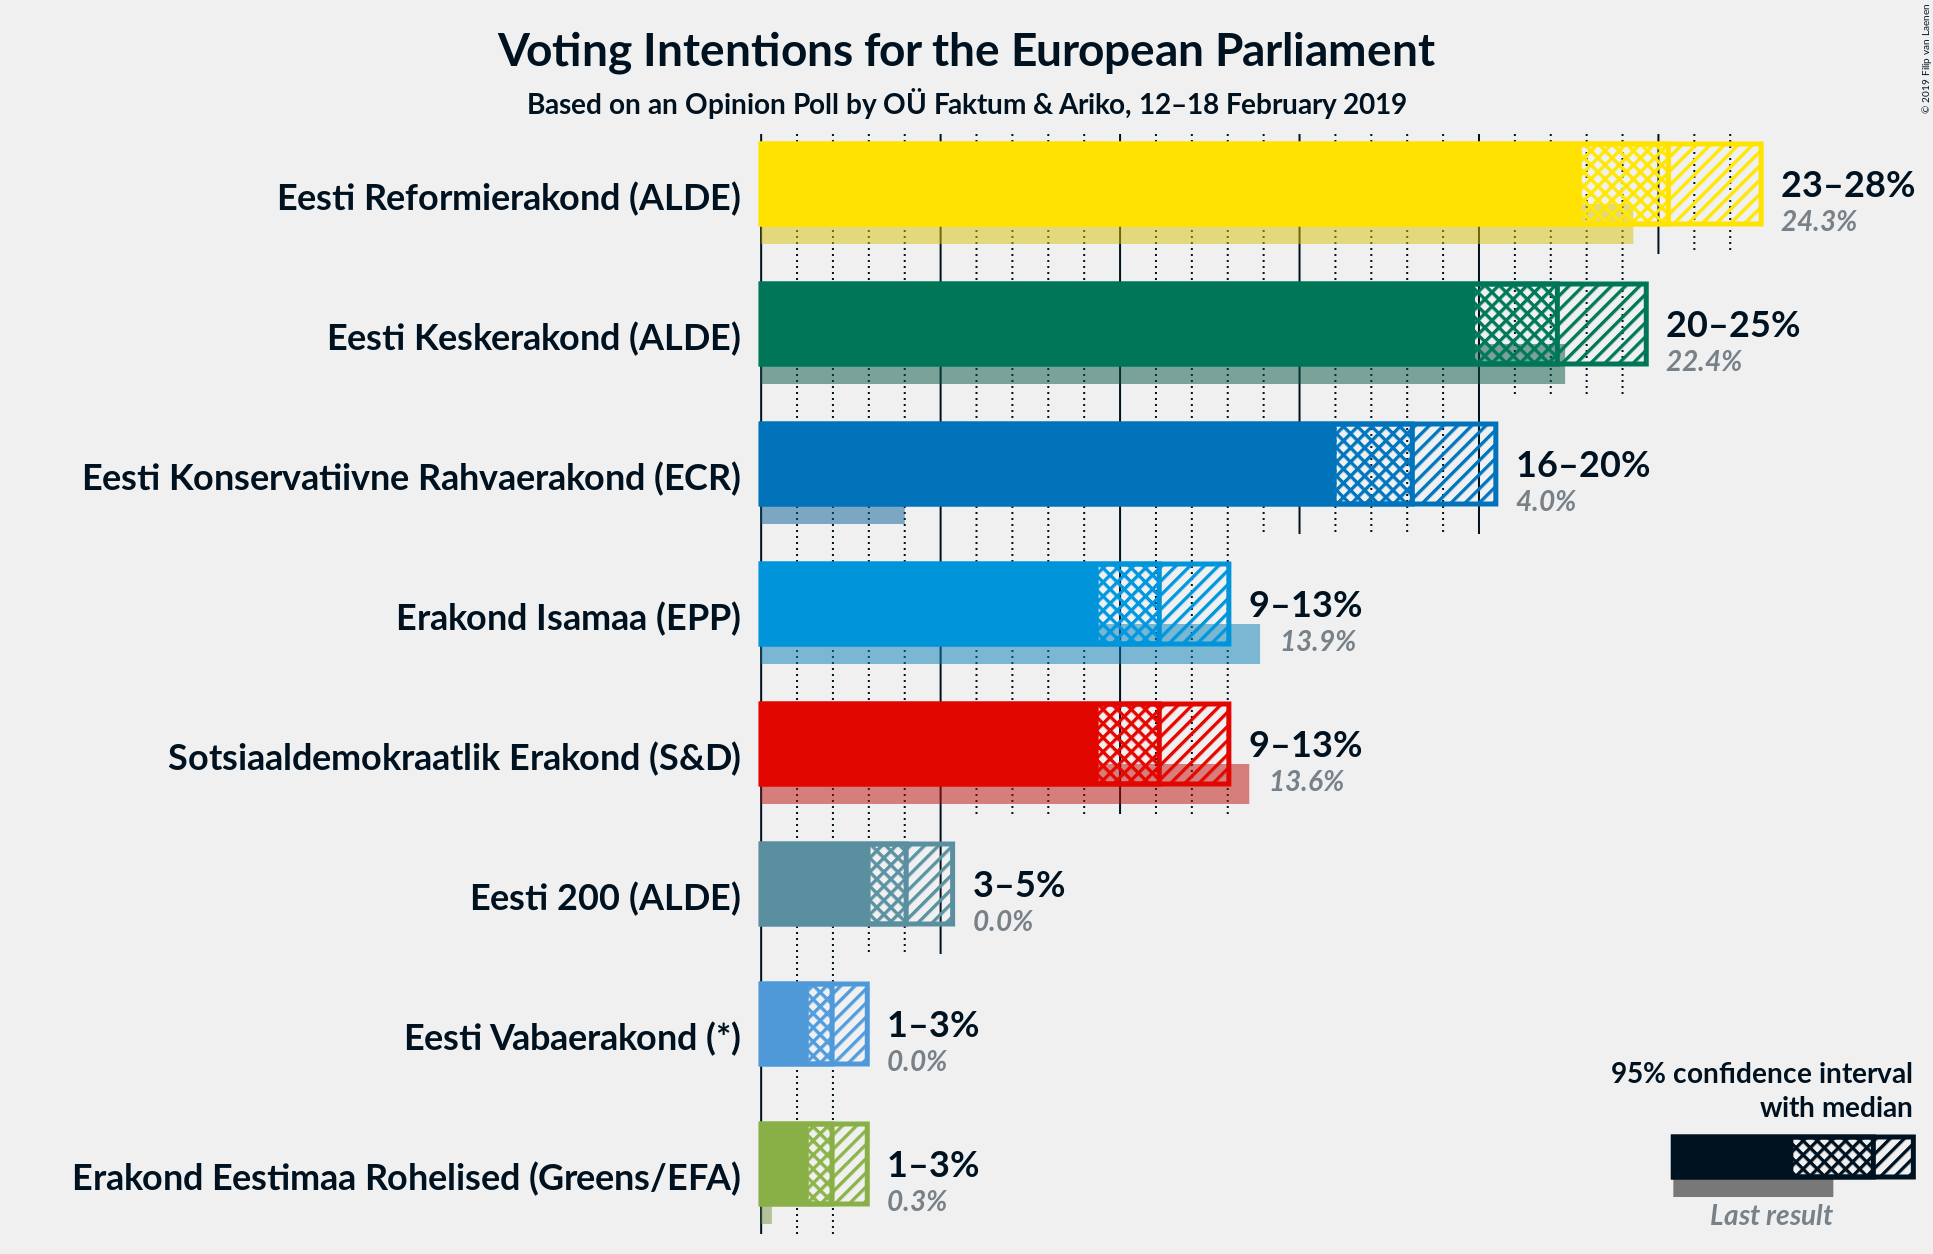 Voting Intentions for the European Parliament
Based on an Opinion Poll by OÜ Faktum & Ariko, 12–18 February 2019
© 2019 Filip van Laenen
Eesti Reformierakond (ALDE)
23–28%
24.3%
Eesti Keskerakond (ALDE)
20–25%
22.4%
Eesti Konservatiivne Rahvaerakond (ECR)
16–20%
4.0%
Erakond Isamaa (EPP)
9–13%
13.9%
Sotsiaaldemokraatlik Erakond (S&D)
9–13%
13.6%
Eesti 200 (ALDE)
3–5%
0.0%
Eesti Vabaerakond (*)
1–3%
0.0%
Erakond Eestimaa Rohelised (Greens/EFA)
1–3%
0.3%
95% confidence interval
with median
Last result